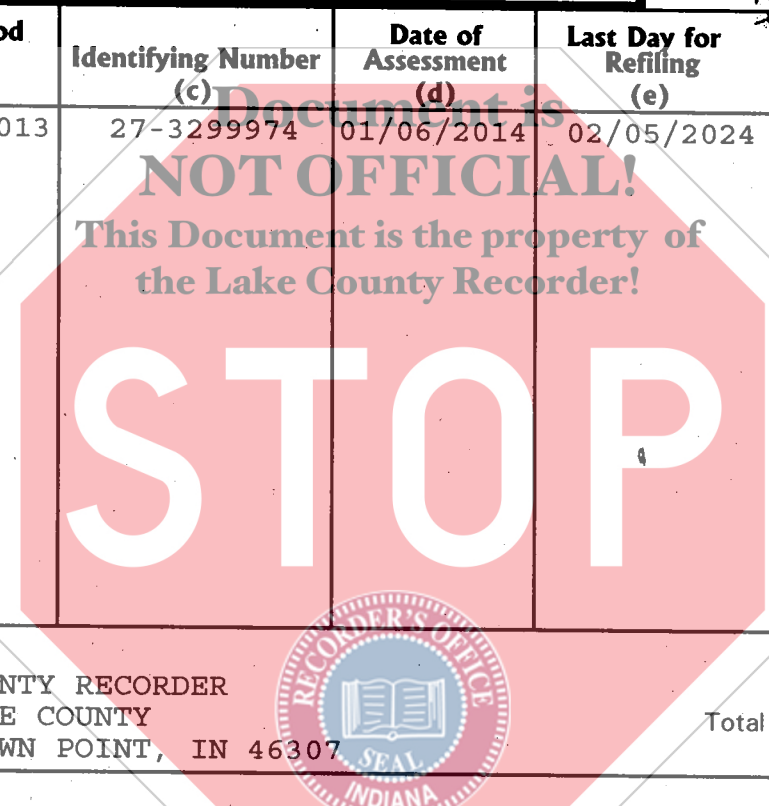 od
Identifying Number
(c)
Date of
Assessment
(d)
Last Day for
Refiling
(e)
013 27-3299974 01/06/2014 02/05/2024
Document is
NOT OFFICIAL!
This Document is the property of
the Lake County Recorder!
STOP
NTY RECORDER
E COUNTY
WN POINT, IN 46307
Total
RECORDER'S OFFICE
SEAL
INDIANA